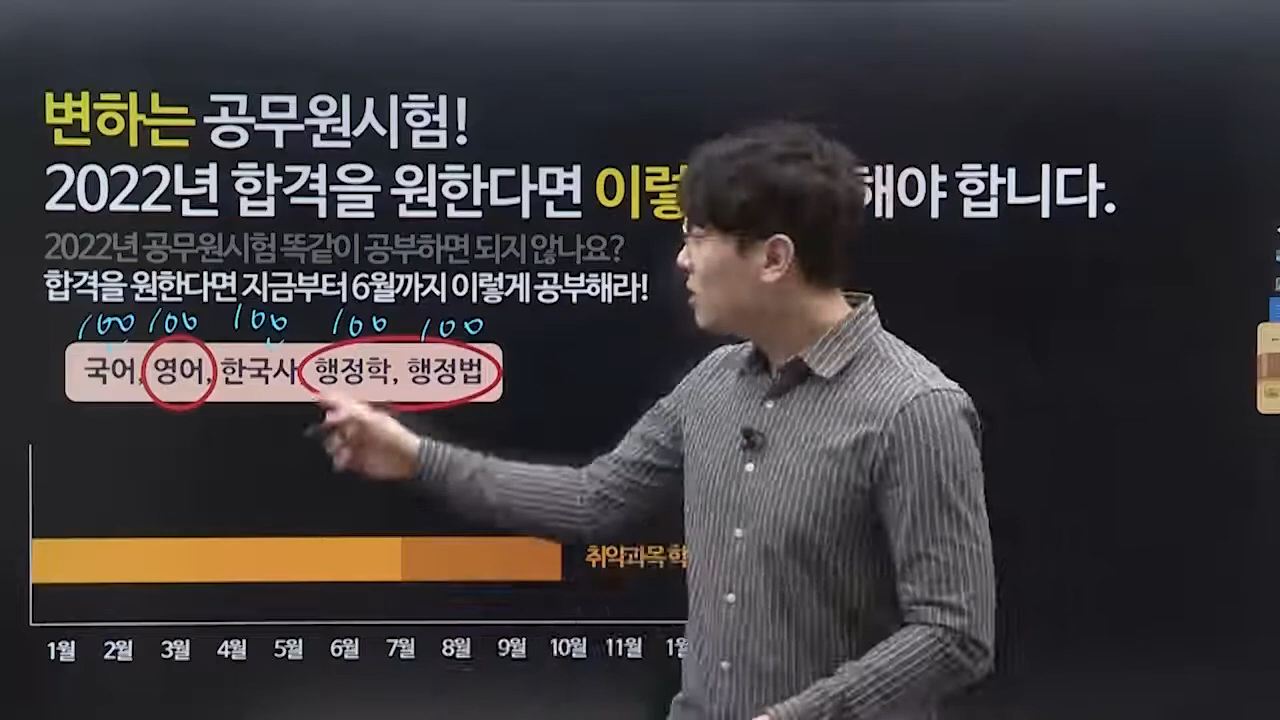 변하는 공무원시험!
2022년 합격을 원한다면 이렇 해야 합니다.
2022년 공무원시험 똑같이 공부하면 되지 않나요?
합격을 원한다면 지금부터 6월까지 이렇게 공부해라!
100 100 100 100 100
국어, 영어, 한국사, 행정학, 행정법
취약과목 학
1월 2월 3월 4월 5월 6월 7월 8월 9월 10월 11월 1월